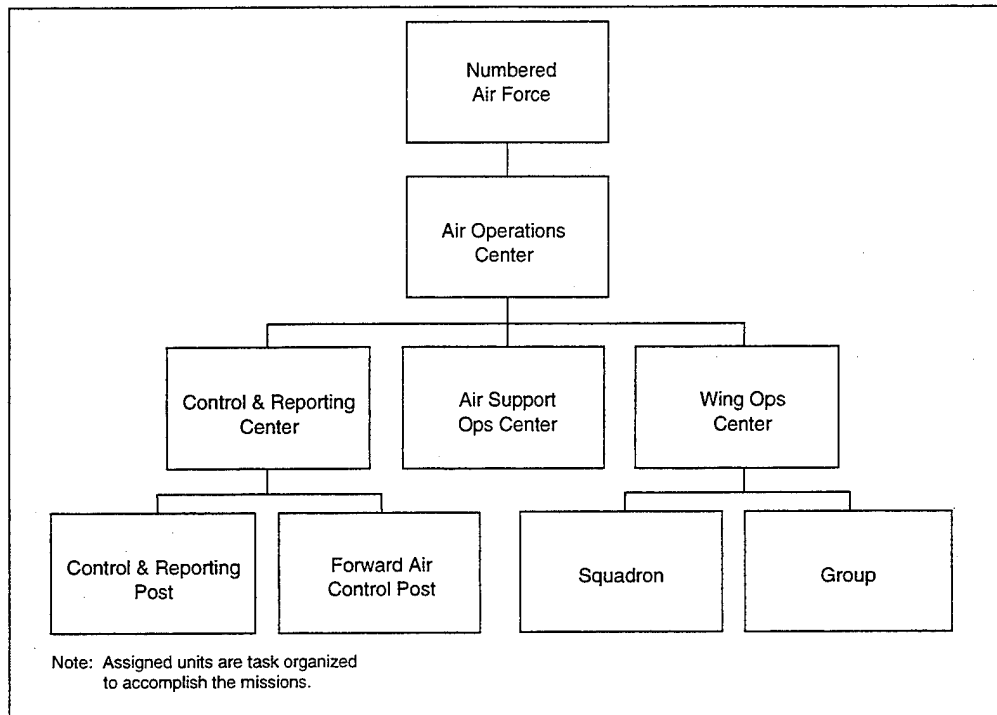 Numbered
Air Force
Air Operations
Center
Control & Reporting
Center
Air Support
Ops Center
Wing Ops
Center
Control & Reporting
Post
Forward Air
Control Post
Squadron
Group
Note: Assigned units are task organized
to accomplish the missions.